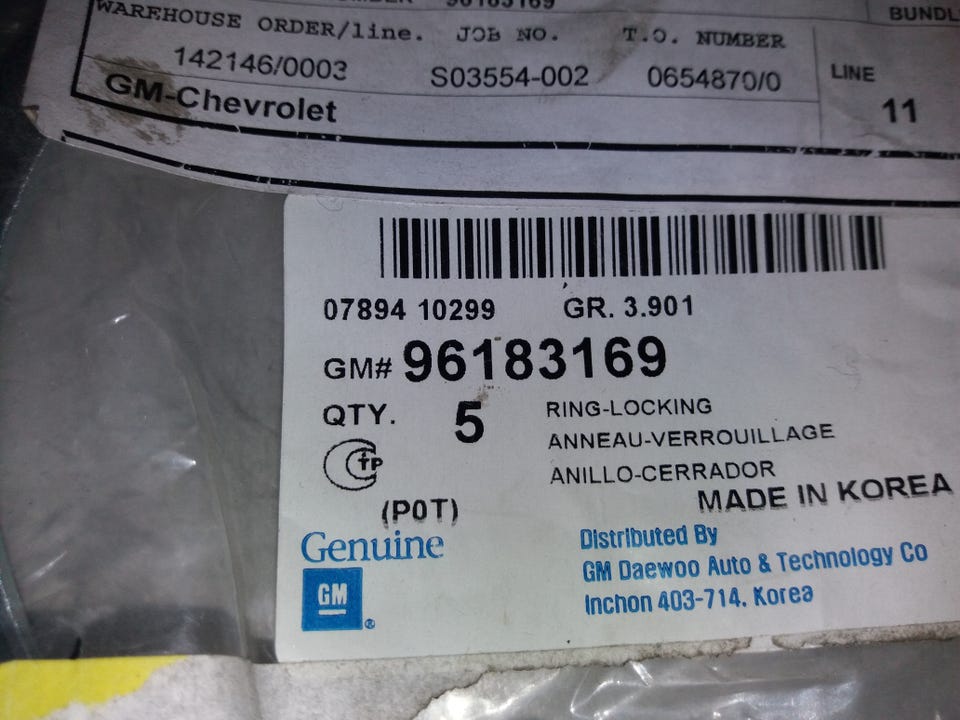 96183169
BUNDL
WAREHOUSE ORDER/line. JOB NO. T.O. NUMBER
142146/0003 S03554-002 0654870/0
LINE
11
GM-Chevrolet
07894 10299 GR. 3.901
GM# 96183169
QTY. 5
RING-LOCKING
ANNEAU-VERROUILLAGE
ANILLO-CERRADOR
MADE IN KOREA
(P0T)
Genuine
GM
®
Distributed By
GM Daewoo Auto & Technology Co
Inchon 403-714. Korea